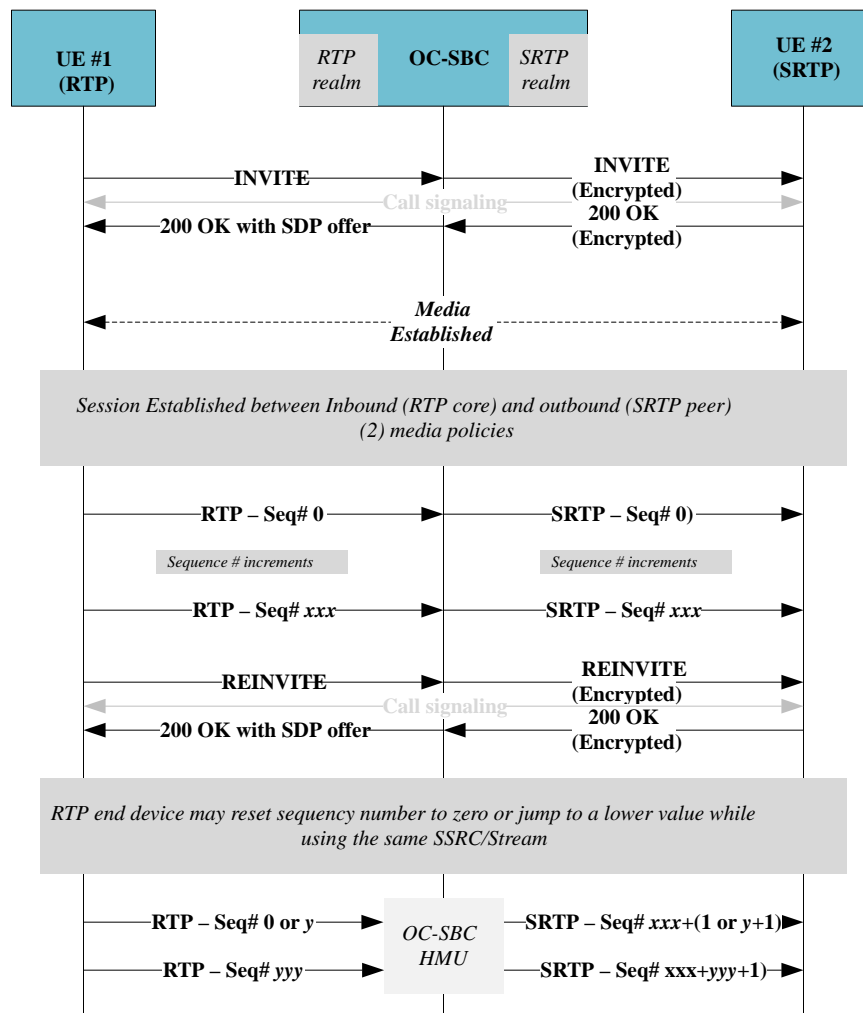 UE #1
(RTP)
RTP
realm
OC-SBC
SRTP
realm
UE #2
(SRTP)
INVITE
INVITE
(Encrypted)
Call signaling
200 OK with SDP offer
200 OK
(Encrypted)
Media
Established
Session Established between Inbound (RTP core) and outbound (SRTP peer)
(2) media policies
RTP – Seq# 0
SRTP – Seq# 0)
Sequence # increments
Sequence # increments
RTP – Seq# xxx
SRTP – Seq# xxx
REINVITE
REINVITE
(Encrypted)
Call signaling
200 OK with SDP offer
200 OK
(Encrypted)
RTP end device may reset sequency number to zero or jump to a lower value while
using the same SSRC/Stream
RTP – Seq# 0 or y
OC-SBC
HMU
SRTP – Seq# xxx+(1 or y+1)
RTP – Seq# yyy
SRTP – Seq# xxx+yyy+1)